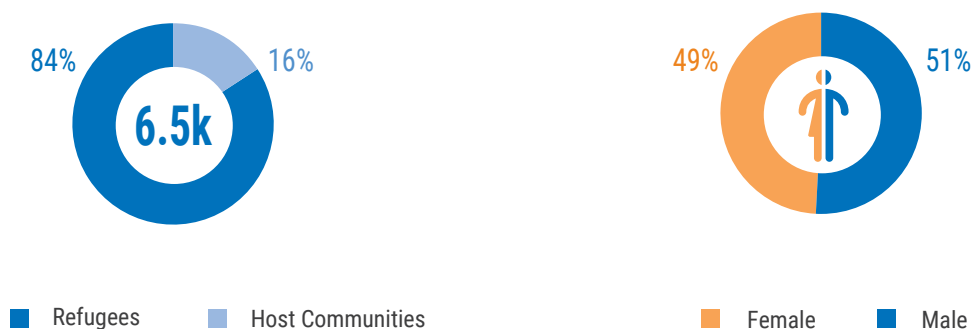 84%
16%
6.5k
49%
51%
Refugees
Host Communities
Female
Male